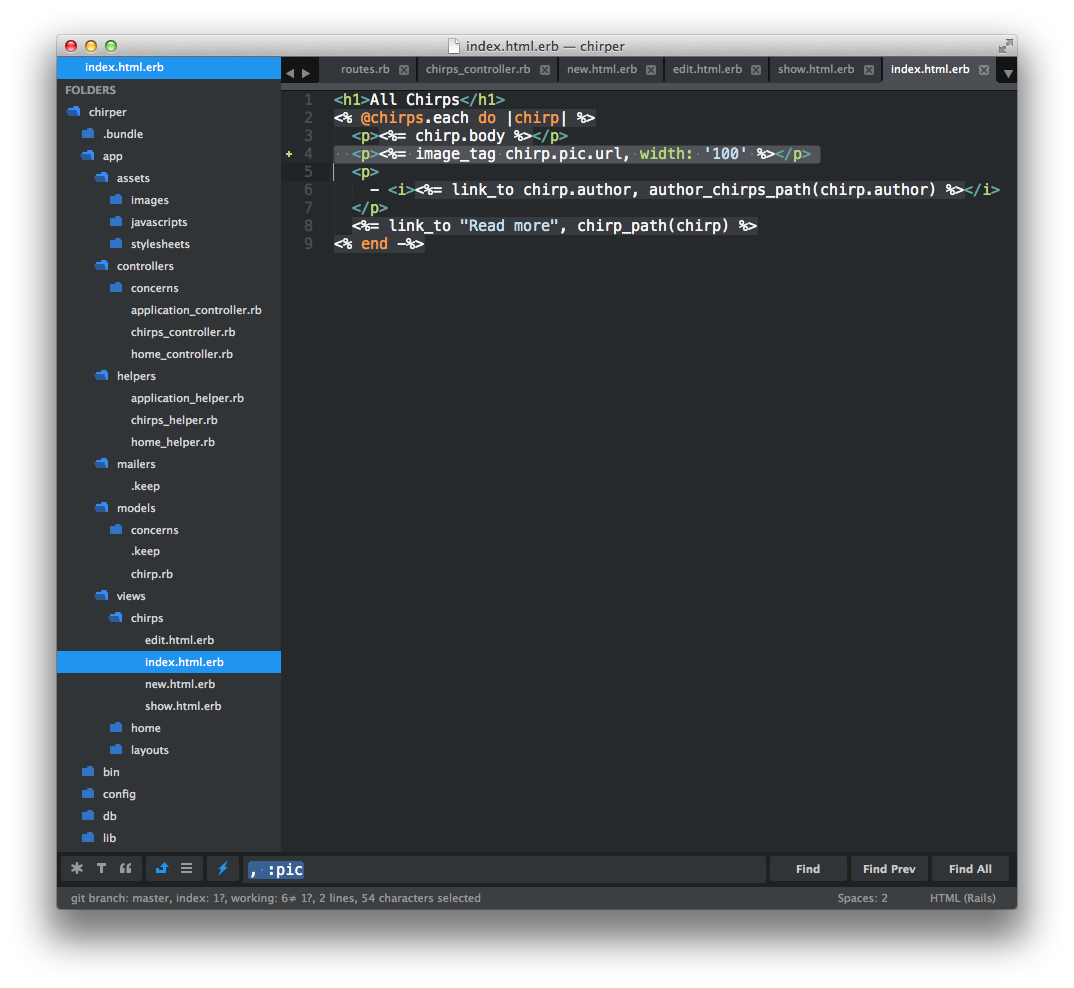 index.html.erb — chirper
index.html.erb
routes.rb chirps_controller.rb new.html.erb edit.html.erb show.html.erb index.html.erb
FOLDERS
chirper
.bundle
app
assets
images
javascripts
stylesheets
controllers
concerns
application_controller.rb
chirps_controller.rb
home_controller.rb
helpers
application_helper.rb
chirps_helper.rb
home_helper.rb
mailers
.keep
models
concerns
.keep
chirp.rb
views
chirps
edit.html.erb
index.html.erb
new.html.erb
show.html.erb
home
layouts
bin
config
db
lib
1 <h1>All Chirps</h1>
2 <% @chirps.each do |chirp| %>
3 <p><%= chirp.body %></p>
4 <p><%= image_tag chirp.pic.url, width: '100' %></p>
5 <p>
6 - <i><%= link_to chirp.author, author_chirps_path(chirp.author) %></i>
7 </p>
8 <%= link_to "Read more", chirp_path(chirp) %>
9 <% end -%>
, :pic
Find Find Prev Find All
git branch: master, index: 1?, working: 6≠ 1?, 2 lines, 54 characters selected Spaces: 2 HTML (Rails)